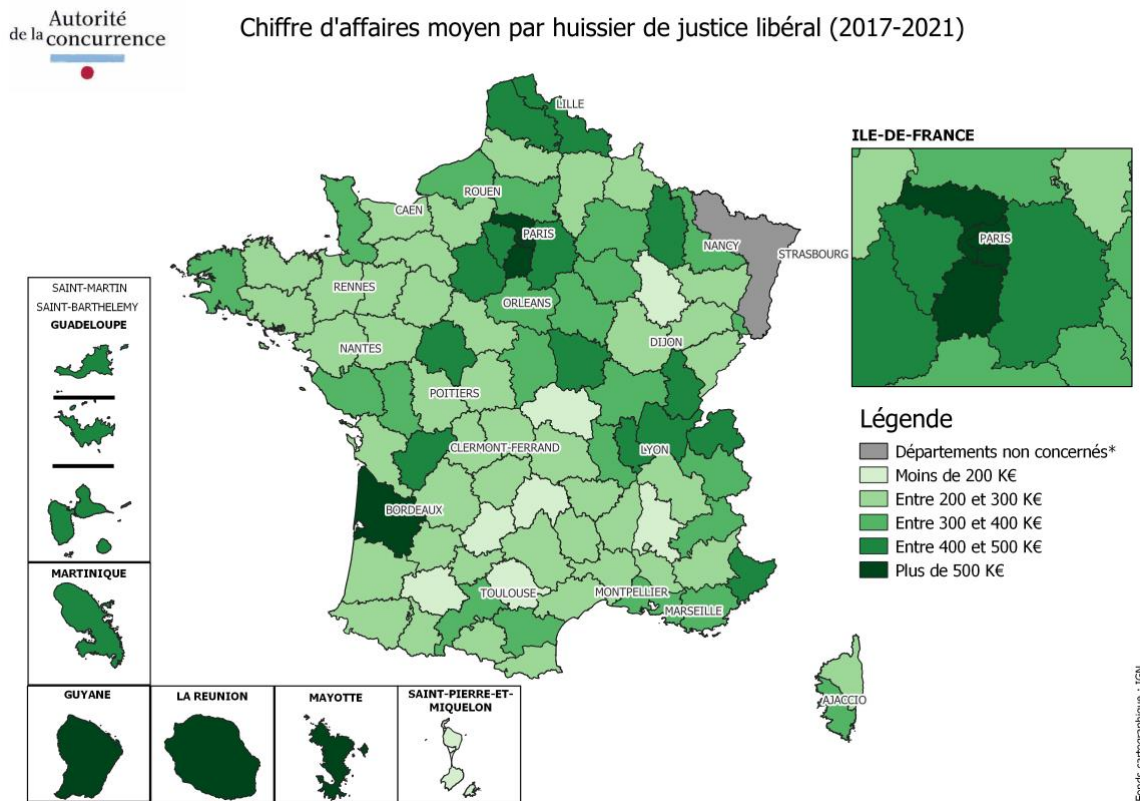 Autorité
de la concurrence
Chiffre d'affaires moyen par huissier de justice libéral (2017-2021)
LILLE
ROUEN
CAEN
PARIS
NANCY
STRASBOURG
RENNES
ORLEANS
NANTES
DIJON
POITIERS
CLERMONT-FERRAND
LYON
BORDEAUX
TOULOUSE
MONTPELLIER
MARSEILLE
AJACCIO
ILE-DE-FRANCE
PARIS
Légende
Départements non concernés*
Moins de 200 K€
Entre 200 et 300 K€
Entre 300 et 400 K€
Entre 400 et 500 K€
Plus de 500 K€
SAINT-MARTIN
SAINT-BARTHELEMY
GUADELOUPE
MARTINIQUE
GUYANE
LA REUNION
MAYOTTE
SAINT-PIERRE-ET-
MIQUELON
Fonds cartographique : IGN